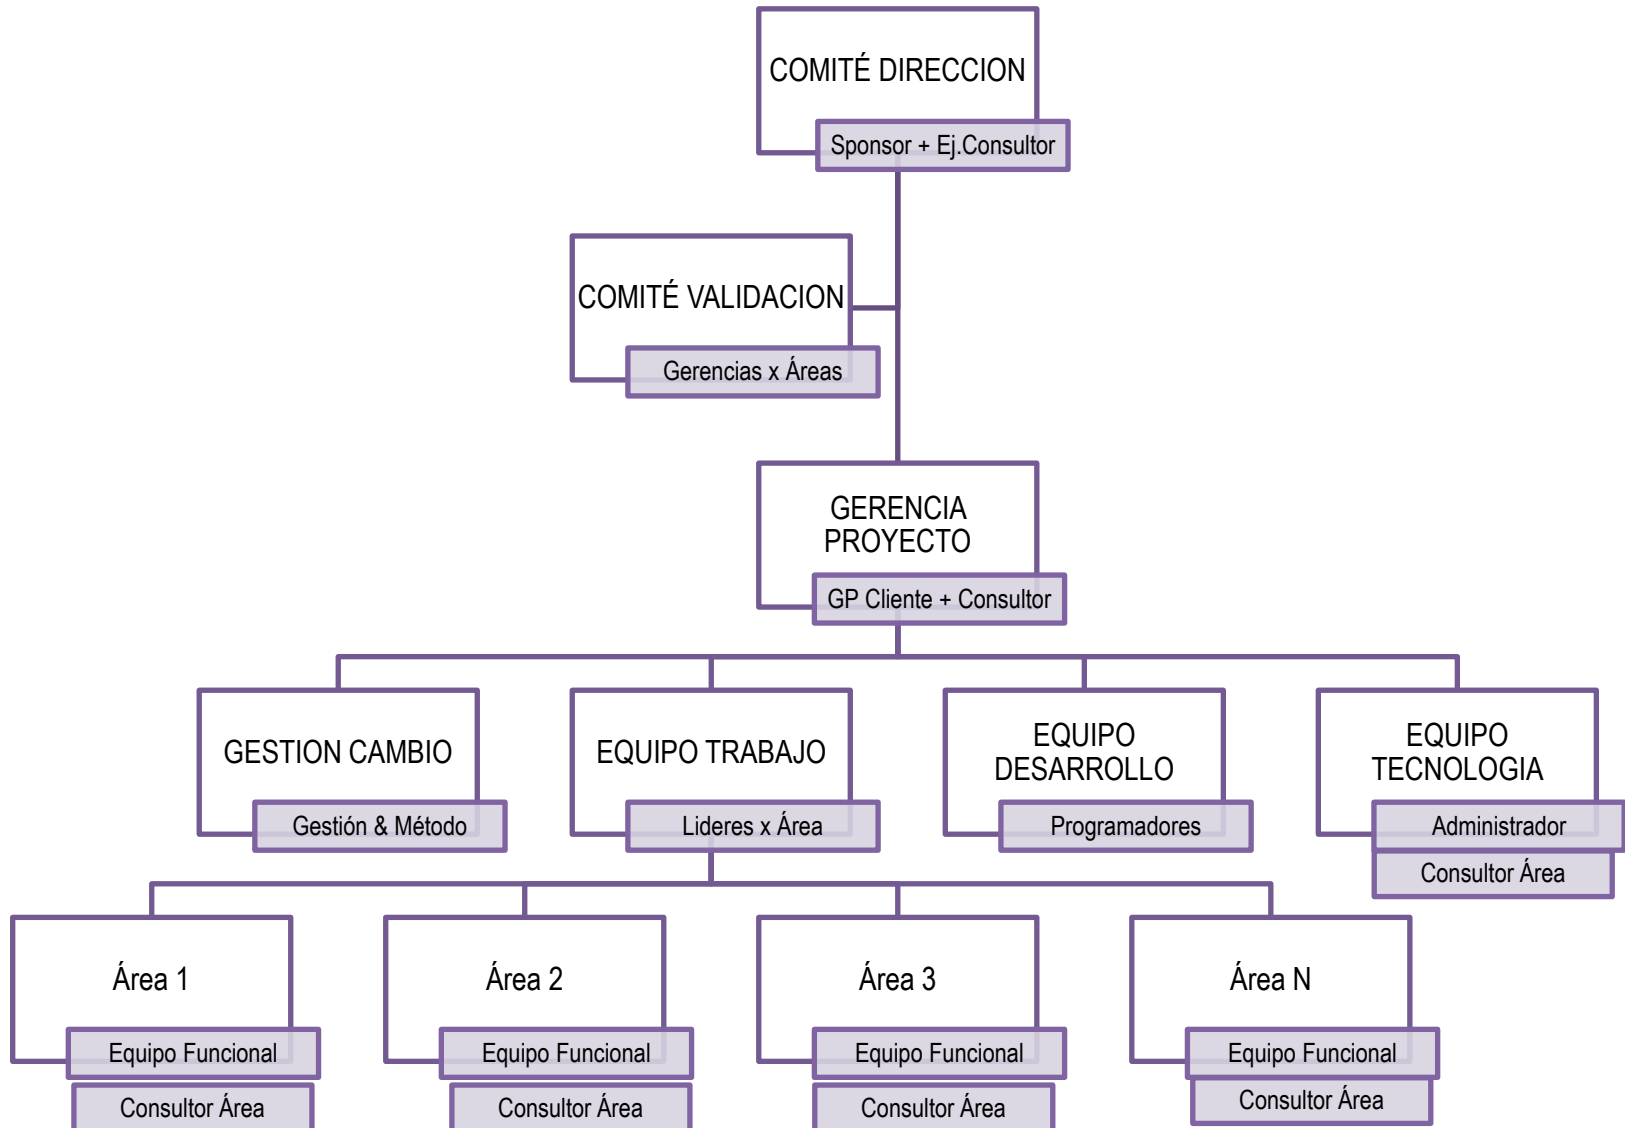 COMITÉ DIRECCION
Sponsor + Ej.Consultor
COMITÉ VALIDACION
Gerencias x Áreas
GERENCIA
PROYECTO
GP Cliente + Consultor
GESTION CAMBIO
Gestión & Método
EQUIPO TRABAJO
Lideres x Área
EQUIPO
DESARROLLO
Programadores
EQUIPO
TECNOLOGIA
Administrador
Consultor Área
Área 1
Equipo Funcional
Consultor Área
Área 2
Equipo Funcional
Consultor Área
Área 3
Equipo Funcional
Consultor Área
Área N
Equipo Funcional
Consultor Área